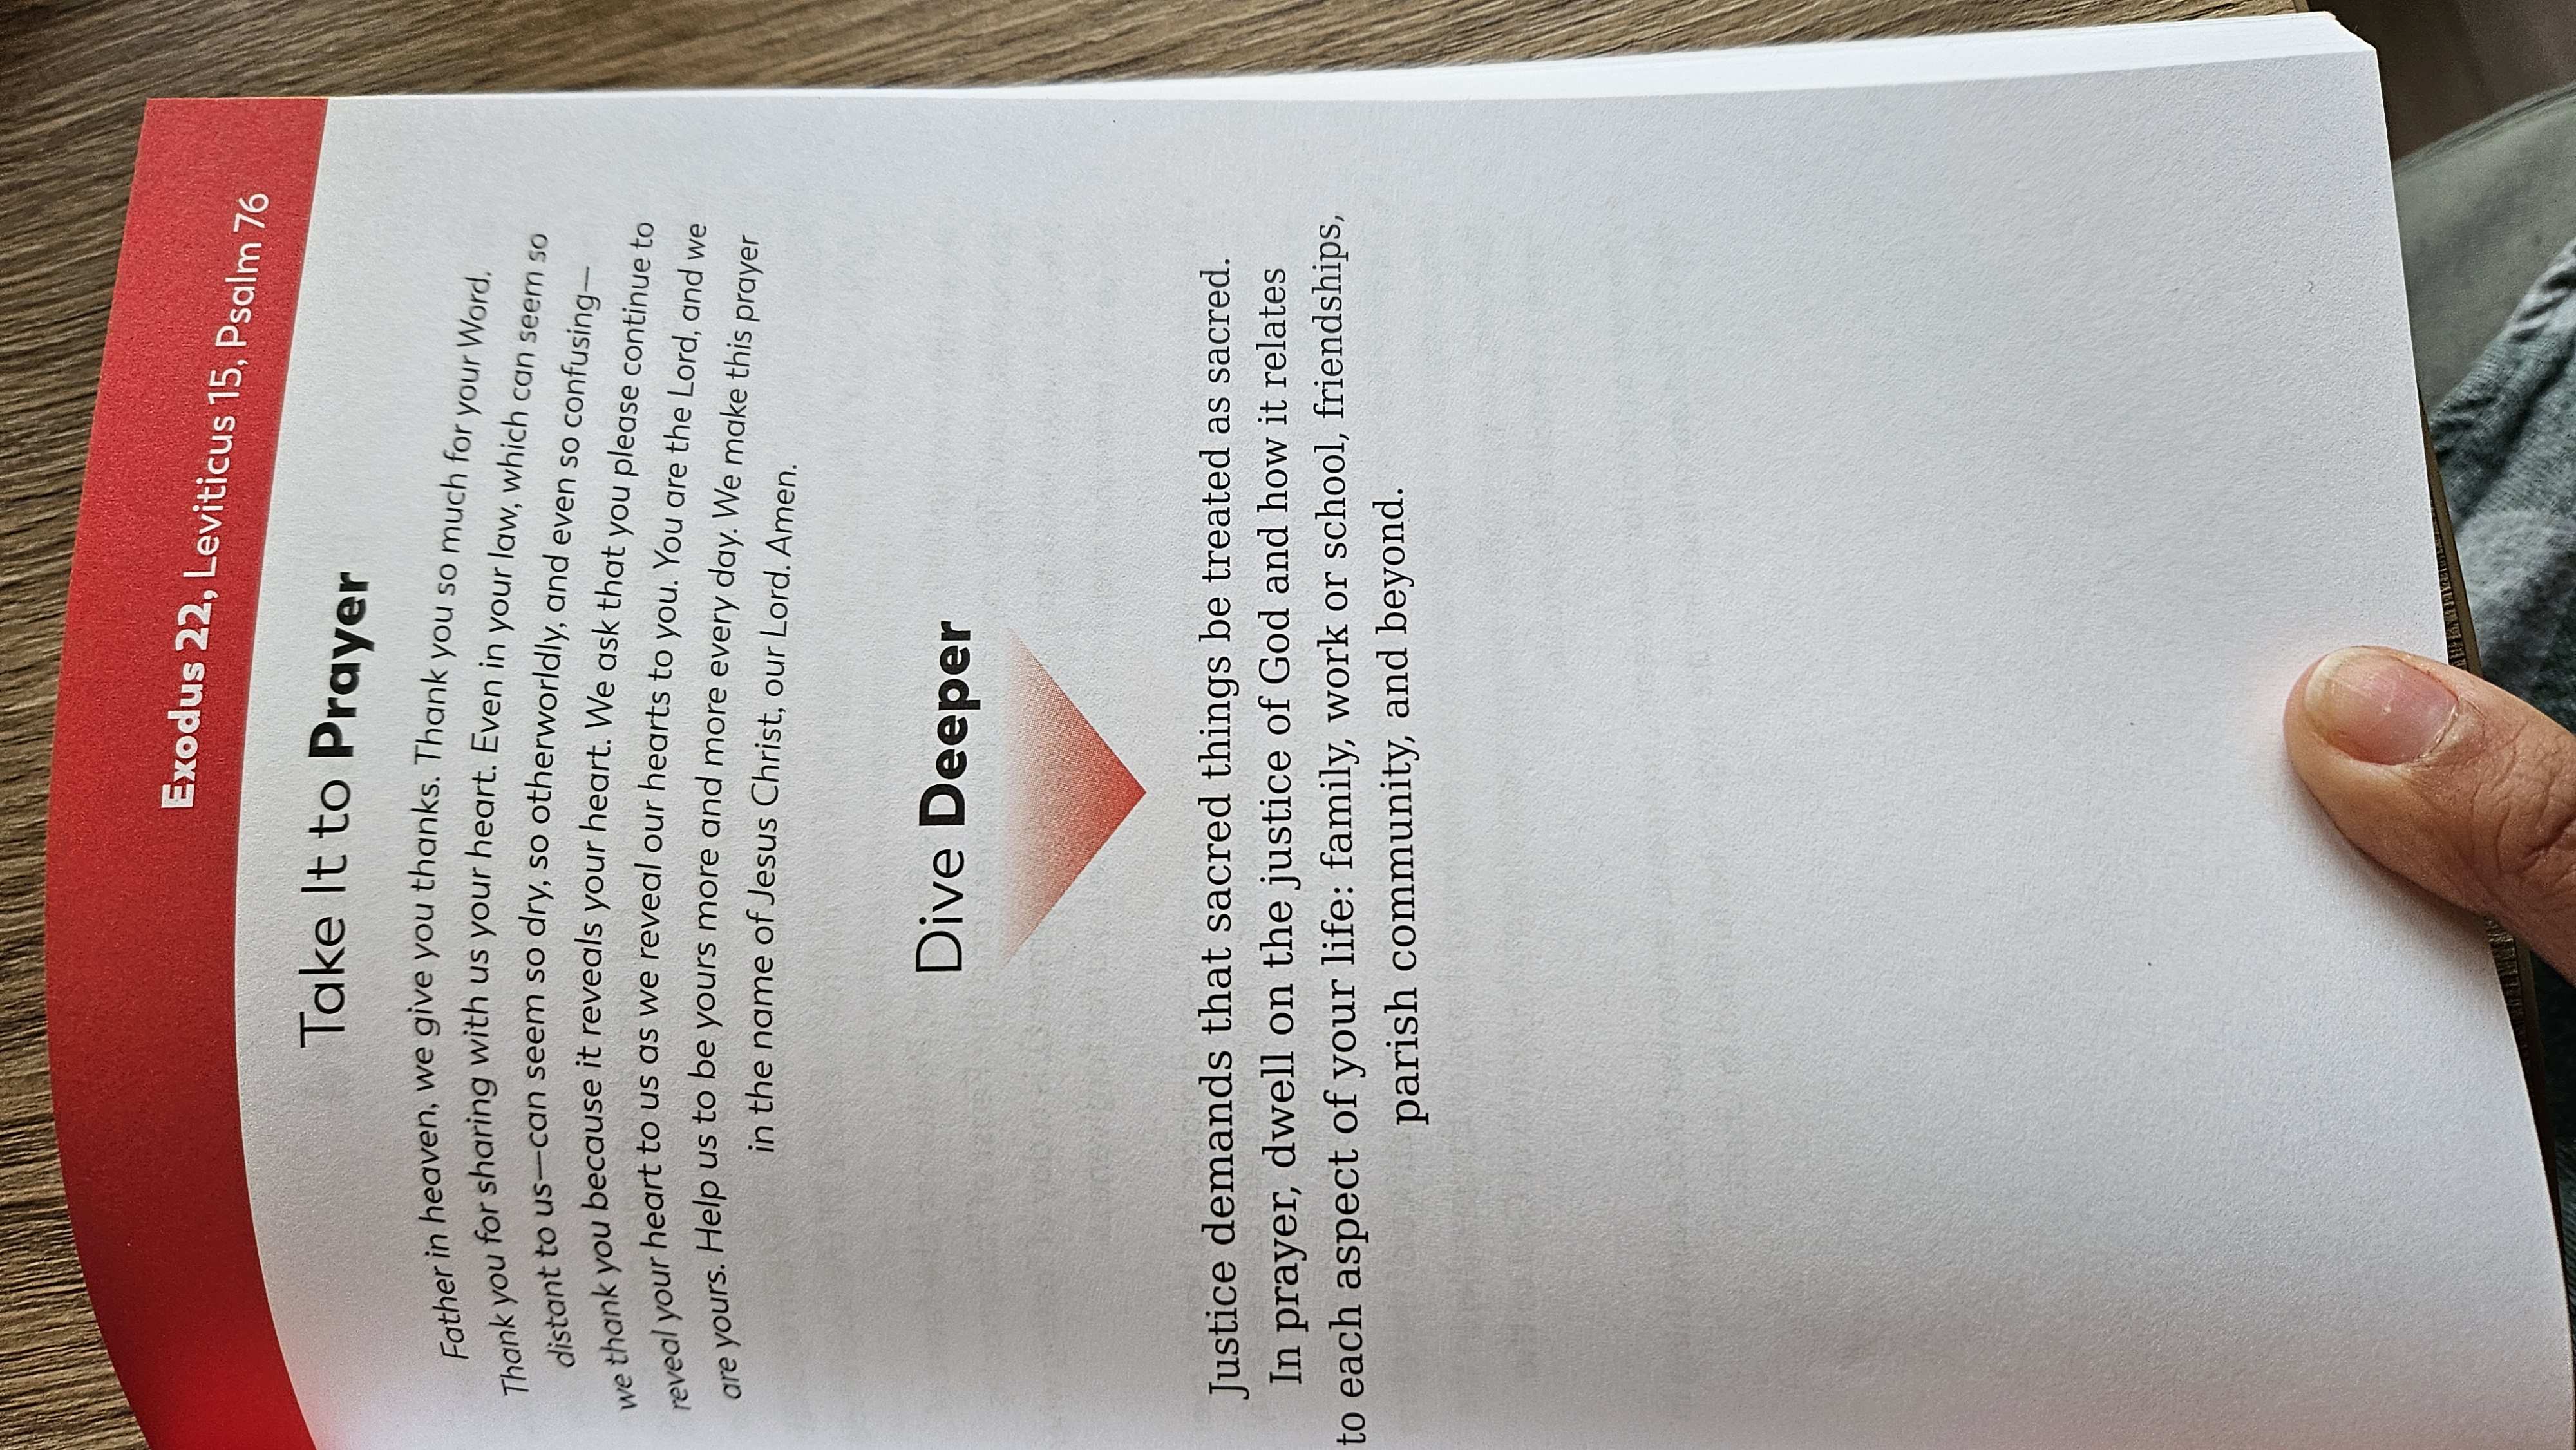 Exodus 22, Leviticus 15, Psalm 76
Take It to Prayer
Father in heaven, we give you thanks. Thank you so much for your Word.
Thank you for sharing with us your heart. Even in your law, which can seem so
distant to us—can seem so dry, so otherworldly, and even so confusing—
we thank you because it reveals your heart. We ask that you please continue to
reveal your heart to us as we reveal our hearts to you. You are the Lord, and we
are yours. Help us to be yours more and more every day. We make this prayer
in the name of Jesus Christ, our Lord. Amen.
Dive Deeper
Justice demands that sacred things be treated as sacred.
In prayer, dwell on the justice of God and how it relates
to each aspect of your life: family, work or school, friendships,
parish community, and beyond.